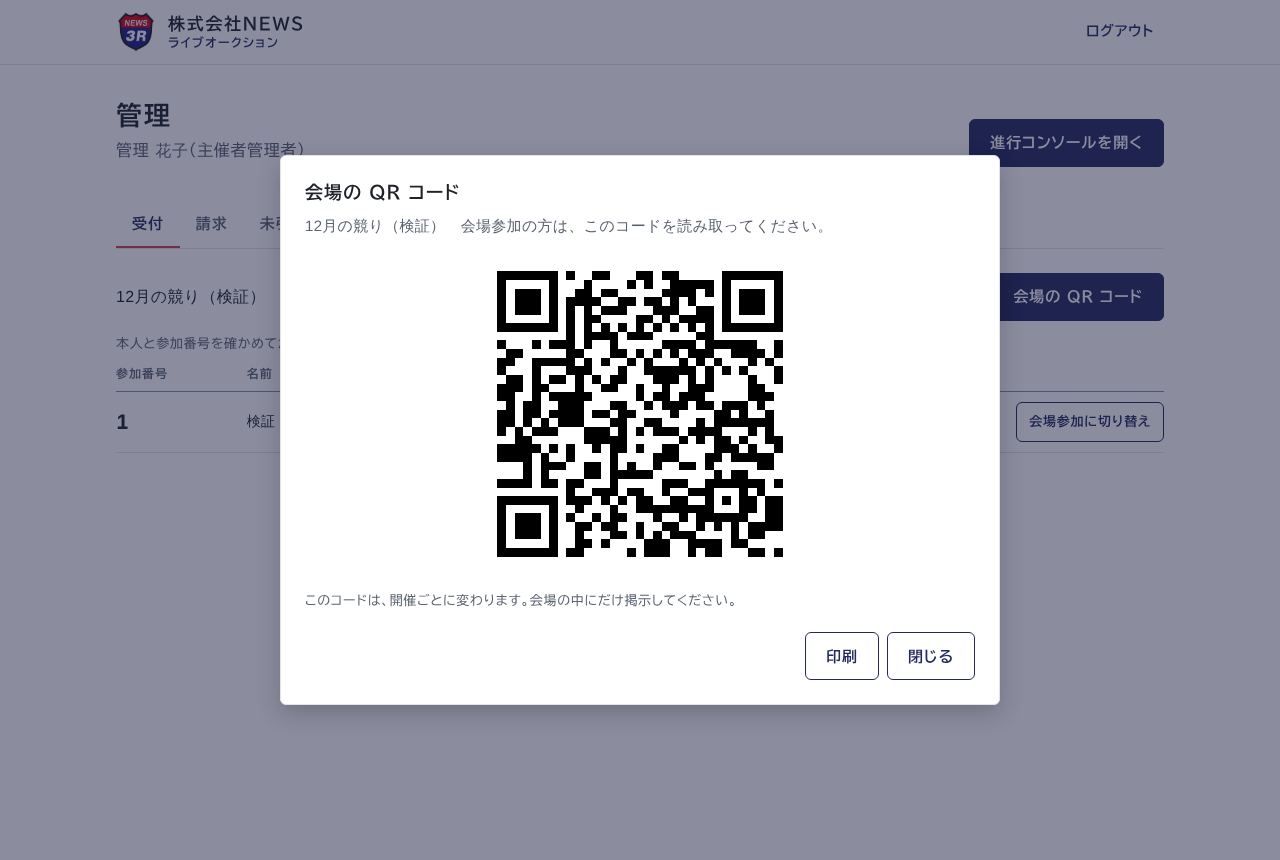 NEWS
3R
株式会社NEWS
ライブオークション
ログアウト
管理
管理 花子（主催者管理者）
進行コンソールを開く
受付
請求
12月の競り（検証）
会場の QR コード
本人と参加番号を確かめて
参加番号
名前
1
検証
会場参加に切り替え
会場の QR コード
12月の競り（検証）　会場参加の方は、このコードを読み取ってください。
このコードは、開催ごとに変わります。会場の中にだけ掲示してください。
印刷
閉じる